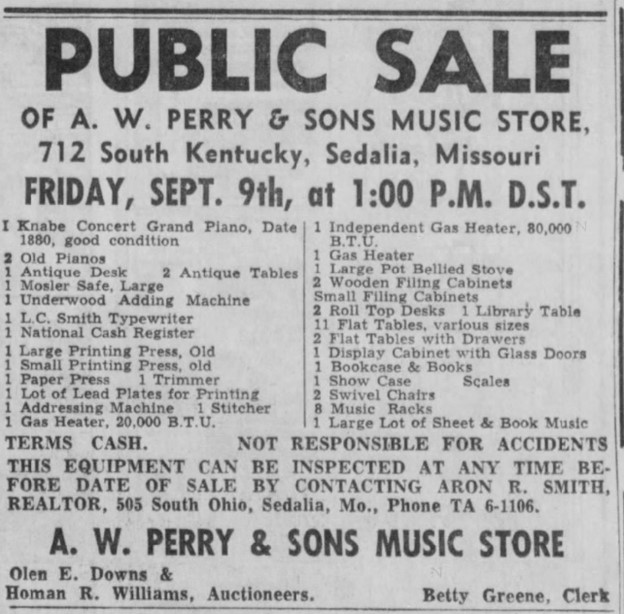 PUBLIC SALE
OF A. W. PERRY & SONS MUSIC STORE,
712 South Kentucky, Sedalia, Missouri
FRIDAY, SEPT. 9th, at 1:00 P.M. D.S.T.
1 Knabe Concert Grand Piano, Date
1880, good condition
2 Old Pianos
1 Antique Desk 2 Antique Tables
1 Mosler Safe, Large
1 Underwood Adding Machine
1 L.C. Smith Typewriter
1 National Cash Register
1 Large Printing Press, Old
1 Small Printing Press, old
1 Paper Press 1 Trimmer
1 Lot of Lead Plates for Printing
1 Addressing Machine 1 Stitcher
1 Gas Heater, 20,000 B.T.U.
1 Independent Gas Heater, 80,000
B.T.U.
1 Gas Heater
1 Large Pot Bellied Stove
2 Wooden Filing Cabinets
Small Filing Cabinets
2 Roll Top Desks 1 Library Table
11 Flat Tables, various sizes
2 Flat Tables with Drawers
1 Display Cabinet with Glass Doors
1 Bookcase & Books
1 Show Case Scales
2 Swivel Chairs
8 Music Racks
1 Large Lot of Sheet & Book Music
TERMS CASH. NOT RESPONSIBLE FOR ACCIDENTS
THIS EQUIPMENT CAN BE INSPECTED AT ANY TIME BE-
FORE DATE OF SALE BY CONTACTING ARON R. SMITH,
REALTOR, 505 South Ohio, Sedalia, Mo., Phone TA 6-1106.
A. W. PERRY & SONS MUSIC STORE
Olen E. Downs &
Homan R. Williams, Auctioneers. Betty Greene, Clerk